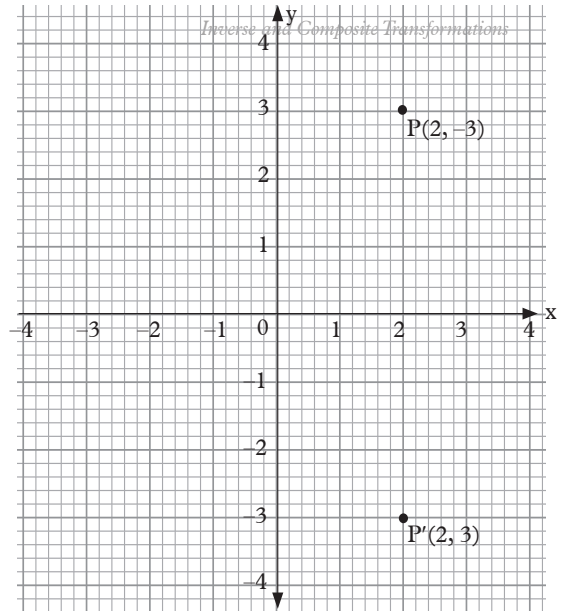 y
Inverse and Composite Transformations
4
3
P(2, –3)
2
1
x
–4 –3 –2 –1 0 1 2 3 4
–1
–2
–3
P′(2, 3)
–4